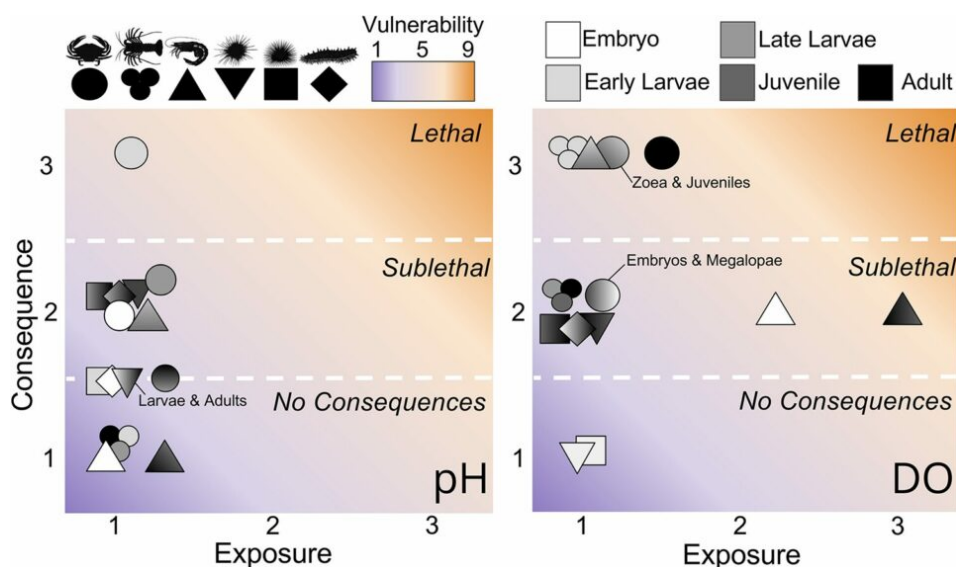 Vulnerability
1 5 9
Embryo
Late Larvae
Early Larvae
Juvenile
Adult
Consequence
3
2
1
Lethal
Sublethal
Larvae & Adults
No Consequences
pH
1 2 3
Exposure
3
2
1
Lethal
Zoea & Juveniles
Embryos & Megalopae
Sublethal
No Consequences
DO
1 2 3
Exposure